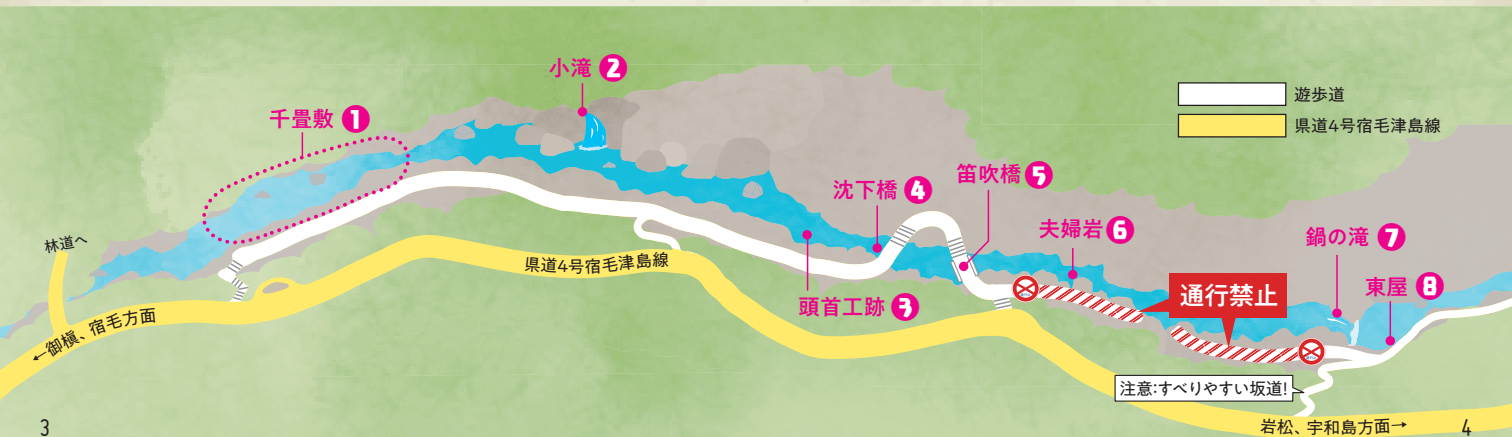 千畳敷 1
小滝 2
頭首工跡 3
沈下橋 4
笛吹橋 5
夫婦岩 6
鍋の滝 7
東屋 8
遊歩道
県道4号宿毛津島線
林道へ
県道4号宿毛津島線
←御槇、宿毛方面
通行禁止
注意:すべりやすい坂道!
岩松、宇和島方面→
3
4